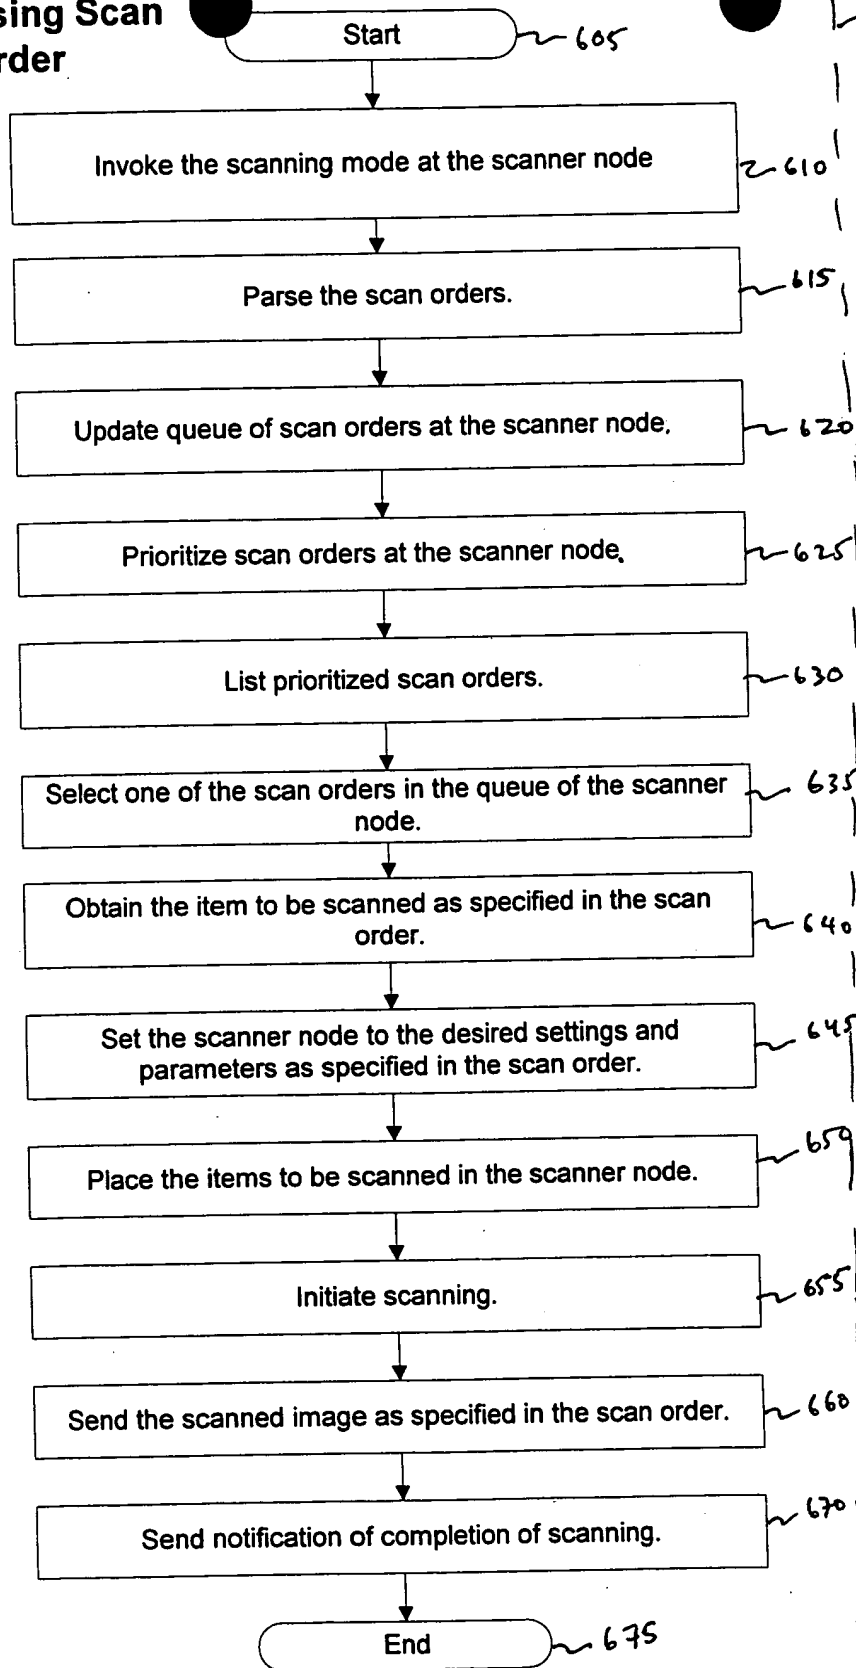 sing Scan
rder
Start
605
Invoke the scanning mode at the scanner node
610
Parse the scan orders.
615
Update queue of scan orders at the scanner node.
620
Prioritize scan orders at the scanner node.
625
List prioritized scan orders.
630
Select one of the scan orders in the queue of the scanner
node.
635
Obtain the item to be scanned as specified in the scan
order.
640
Set the scanner node to the desired settings and
parameters as specified in the scan order.
645
Place the items to be scanned in the scanner node.
650
Initiate scanning.
655
Send the scanned image as specified in the scan order.
660
Send notification of completion of scanning.
670
End
675